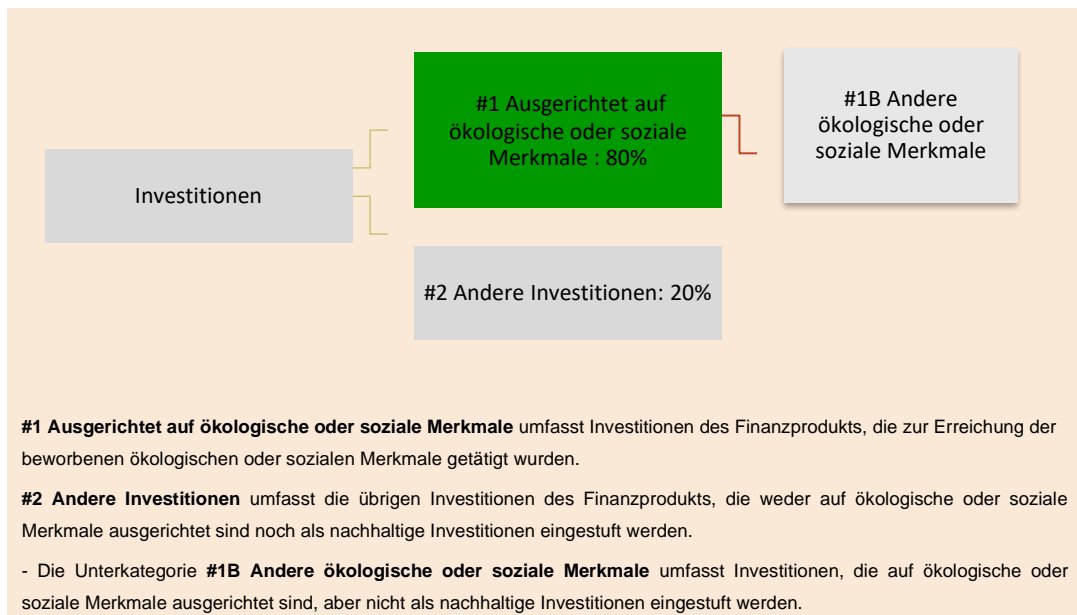 #1 Ausgerichtet auf
ökologische oder soziale
Merkmale : 80%
#1B Andere
ökologische oder
soziale Merkmale
Investitionen
#2 Andere Investitionen: 20%
#1 Ausgerichtet auf ökologische oder soziale Merkmale umfasst Investitionen des Finanzprodukts, die zur Erreichung der
beworbenen ökologischen oder sozialen Merkmale getätigt wurden.
#2 Andere Investitionen umfasst die übrigen Investitionen des Finanzprodukts, die weder auf ökologische oder soziale
Merkmale ausgerichtet sind noch als nachhaltige Investitionen eingestuft werden.
- Die Unterkategorie #1B Andere ökologische oder soziale Merkmale umfasst Investitionen, die auf ökologische oder
soziale Merkmale ausgerichtet sind, aber nicht als nachhaltige Investitionen eingestuft werden.